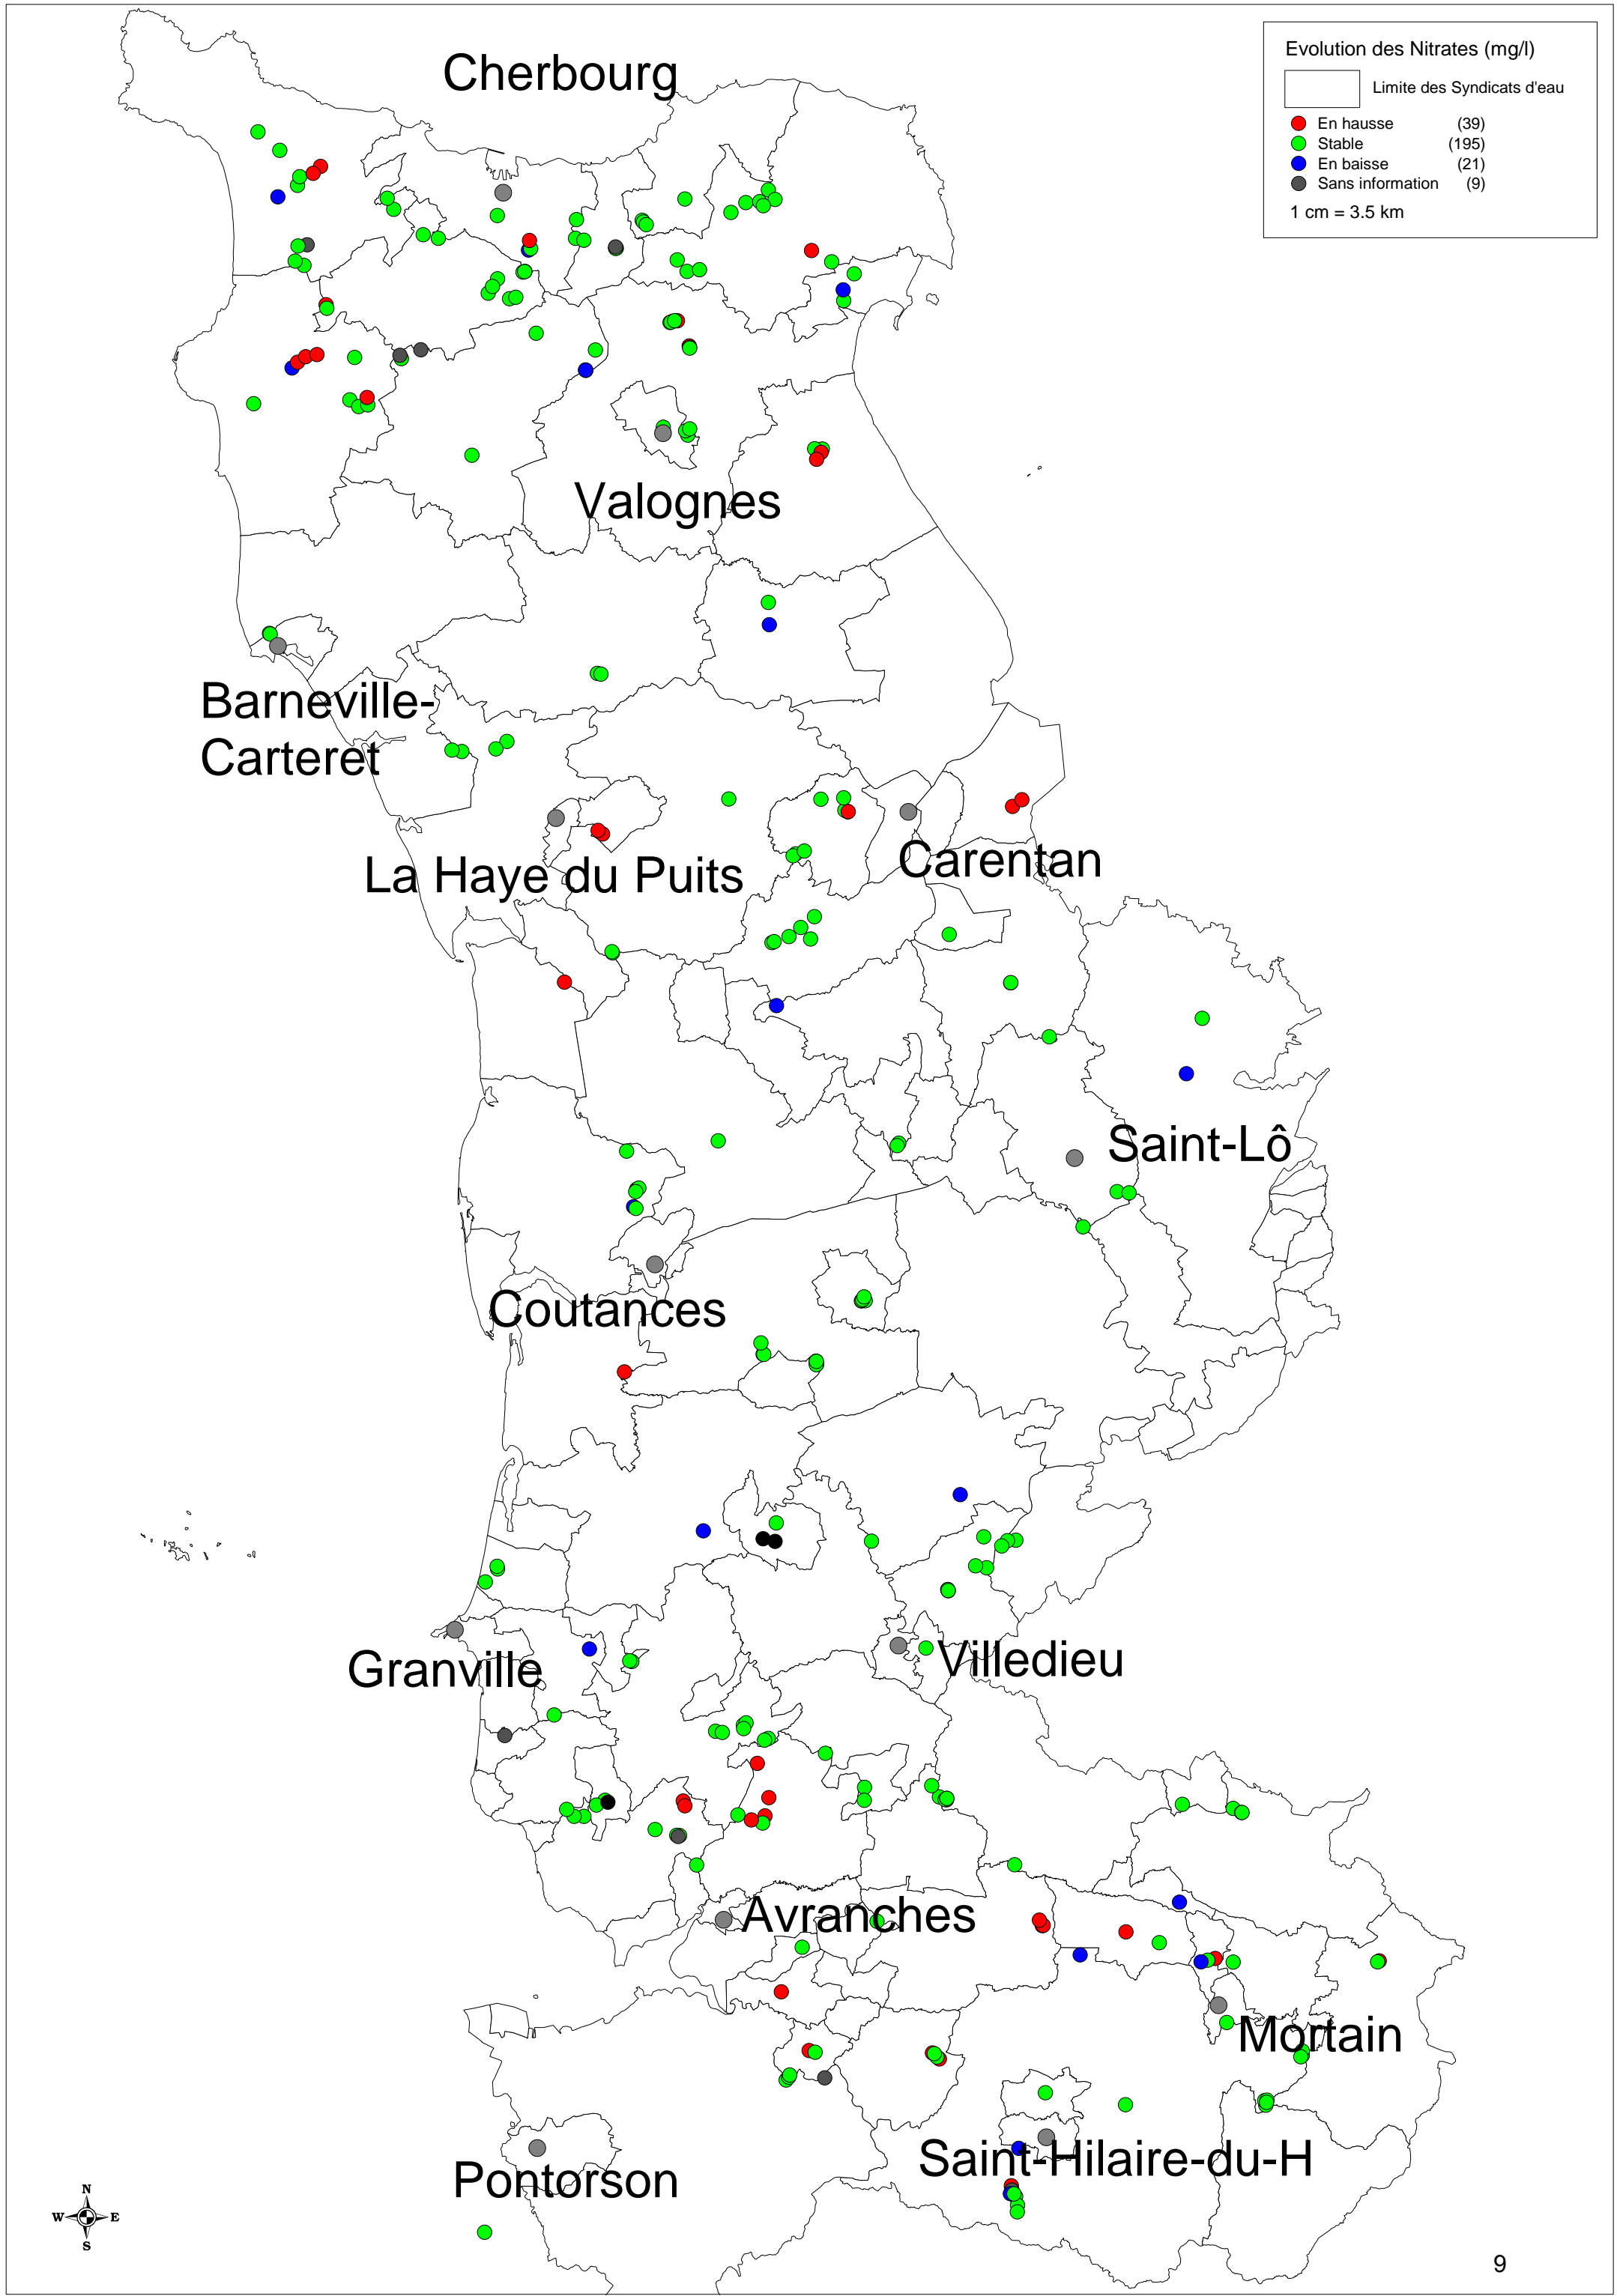 Evolution des Nitrates (mg/l)
Limite des Syndicats d'eau
En hausse (39)
Stable (195)
En baisse (21)
Sans information (9)
1 cm = 3.5 km
Cherbourg
Valognes
Barneville-
Carteret
La Haye du Puits
Carentan
Saint-Lô
Coutances
Granville
Villedieu
Avranches
Mortain
Saint-Hilaire-du-H
Pontorson
N
W E
S
9